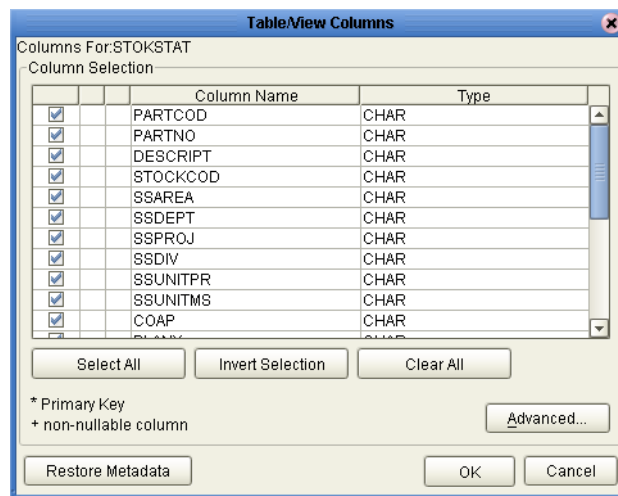 Table/View Columns
Columns For:STOKSTAT
Column Selection
Column Name Type
PARTCOD CHAR
PARTNO CHAR
DESCRIPT CHAR
STOCKCOD CHAR
SSAREA CHAR
SSDEPT CHAR
SSPROJ CHAR
SSDIV CHAR
SSUNITPR CHAR
SSUNITMS CHAR
COAP CHAR
Select All Invert Selection Clear All
* Primary Key
+ non-nullable column
Advanced...
Restore Metadata OK Cancel